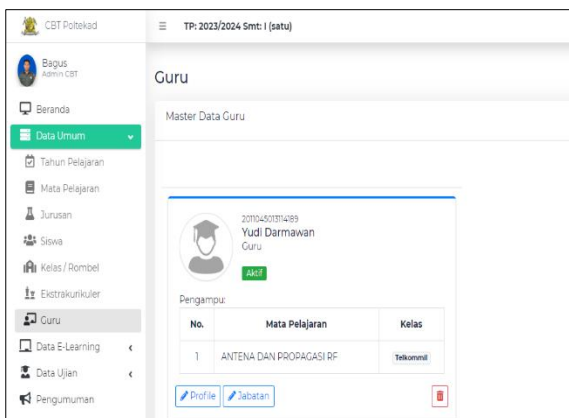 CBT Poltekad
Bagus
Admin CBT
Beranda
Data Umum
Tahun Pelajaran
Mata Pelajaran
Jurusan
Siswa
Kelas / Rombel
Ekstrakurikuler
Guru
Data E-Learning
Data Ujian
Pengumuman
TP: 2023/2024 Smt: I (satu)
Guru
Master Data Guru
2011045013114189
Yudi Darmawan
Guru
Aktif
Pengampu:
No. Mata Pelajaran Kelas
1 ANTENA DAN PROPAGASI RF Telkommil
Profile Jabatan